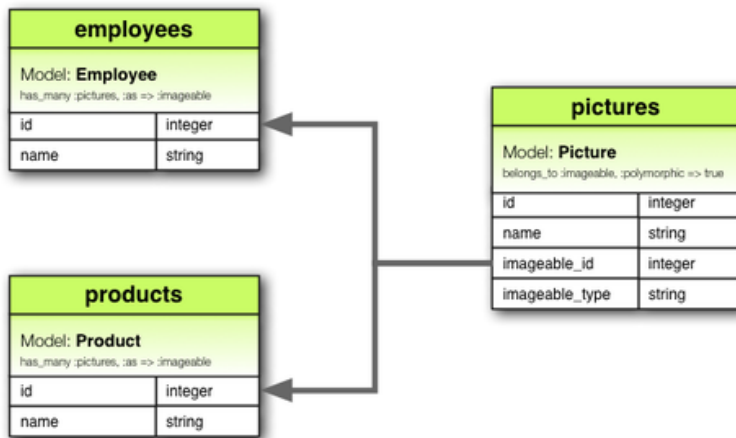 employees
Model: Employee
has_many :pictures, :as => :imageable
id integer
name string
pictures
Model: Picture
belongs_to :imageable, :polymorphic => true
id integer
name string
imageable_id integer
imageable_type string
products
Model: Product
has_many :pictures, :as => :imageable
id integer
name string